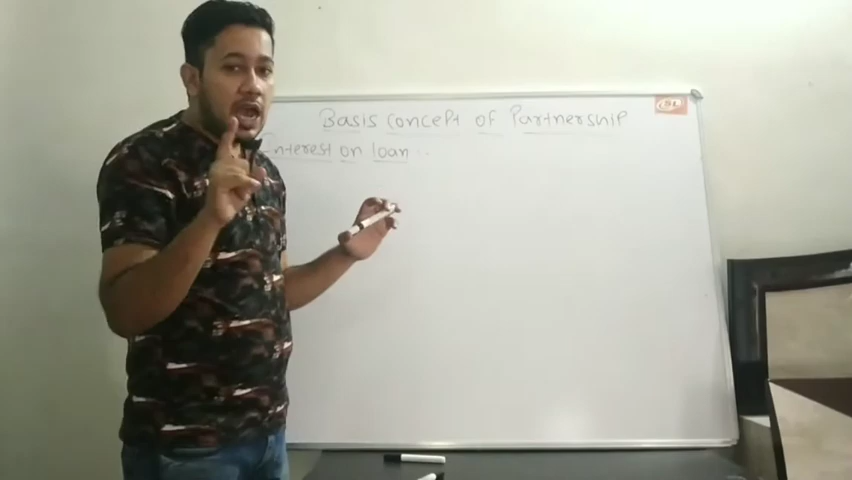 Basis concept of Partnership
Interest on loan ..